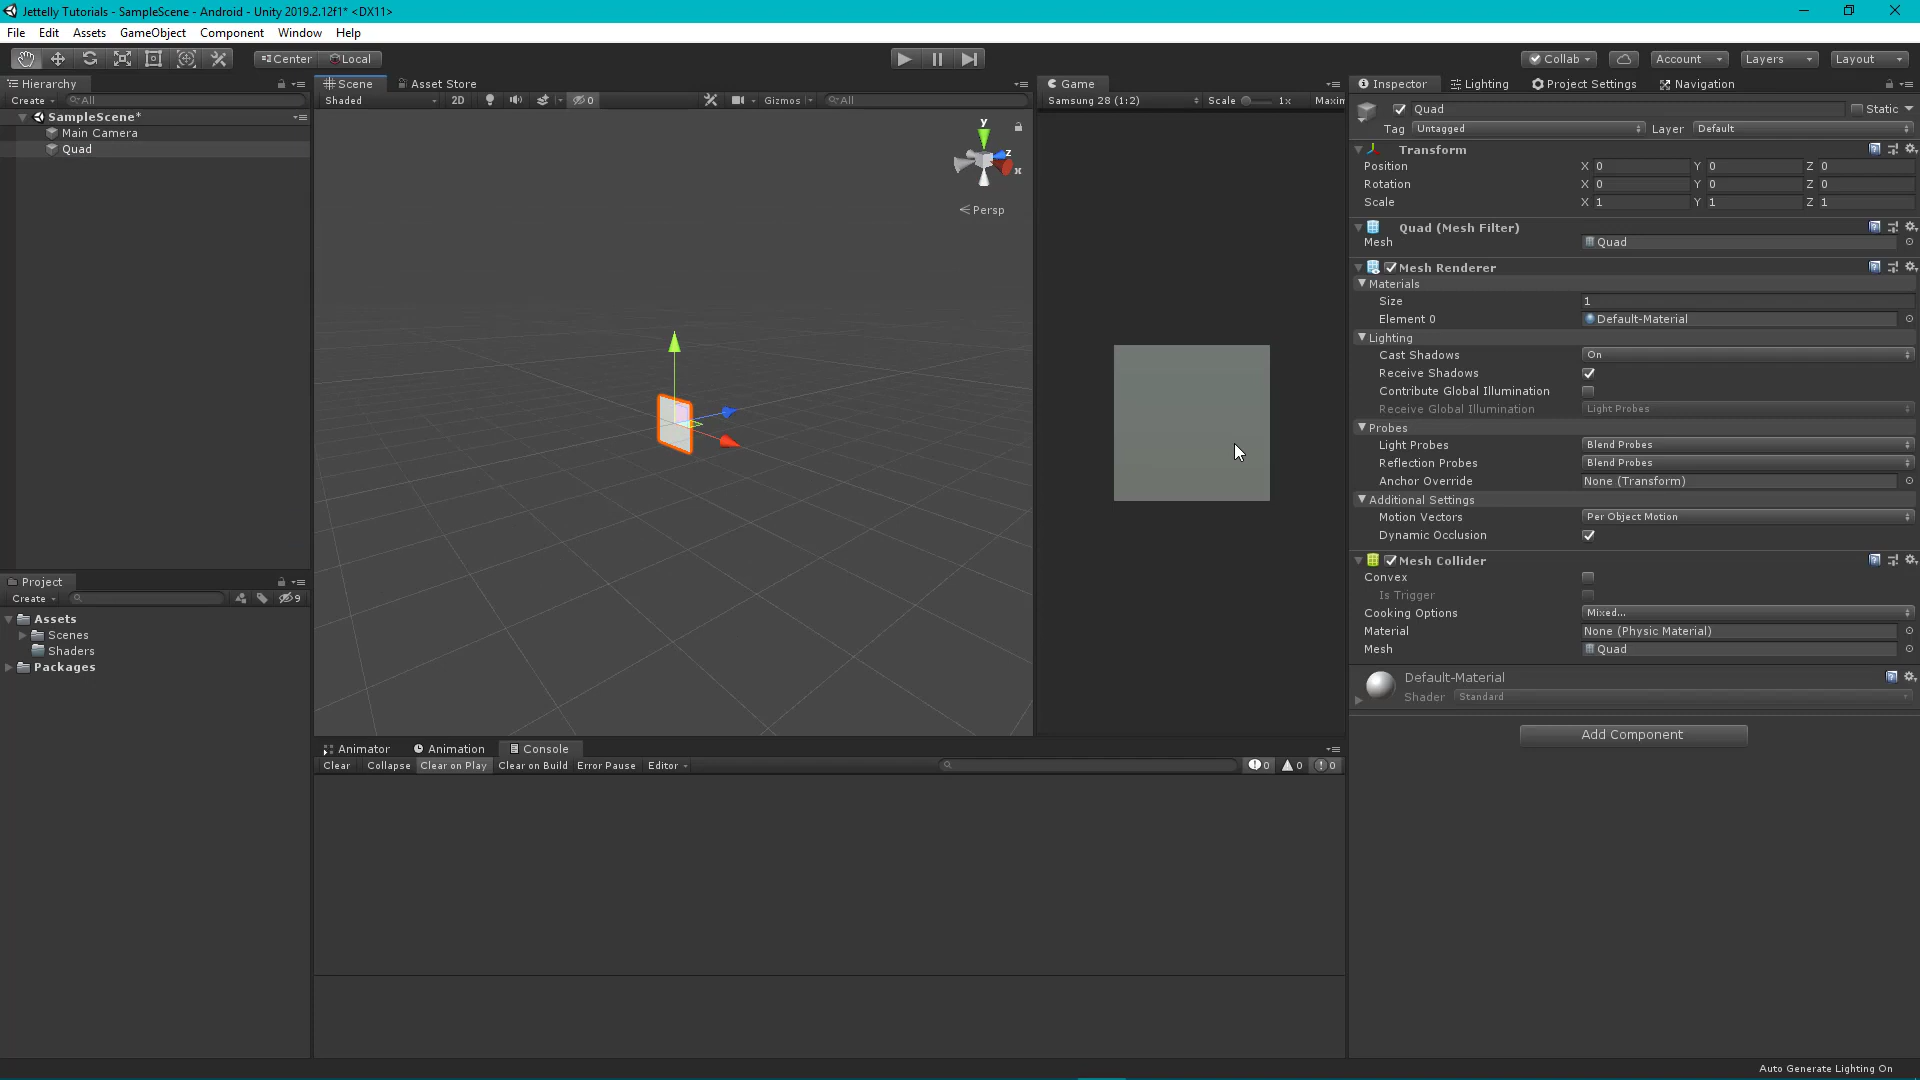 Jettelly Tutorials - SampleScene - Android - Unity 2019.2.12f1* <DX11>
File Edit Assets GameObject Component Window Help
Center Local
Collab Account Layers Layout
Hierarchy
Create All
SampleScene*
Main Camera
Quad
Scene Asset Store
Shaded 2D 0 Gizmos All
y
z
x
Persp
Game
Samsung 28 (1:2) Scale 1x Maxim
Inspector Lighting Project Settings Navigation
Quad Static
Tag Untagged Layer Default
Transform
Position X 0 Y 0 Z 0
Rotation X 0 Y 0 Z 0
Scale X 1 Y 1 Z 1
Quad (Mesh Filter)
Mesh Quad
Mesh Renderer
Materials
Size 1
Element 0 Default-Material
Lighting
Cast Shadows On
Receive Shadows
Contribute Global Illumination
Receive Global Illumination Light Probes
Probes
Light Probes Blend Probes
Reflection Probes Blend Probes
Anchor Override None (Transform)
Additional Settings
Motion Vectors Per Object Motion
Dynamic Occlusion
Mesh Collider
Convex
Is Trigger
Cooking Options Mixed...
Material None (Physic Material)
Mesh Quad
Default-Material
Shader Standard
Add Component
Project
Create 9
Assets
Scenes
Shaders
Packages
Animator Animation Console
Clear Collapse Clear on Play Clear on Build Error Pause Editor 0 0 0
Auto Generate Lighting On